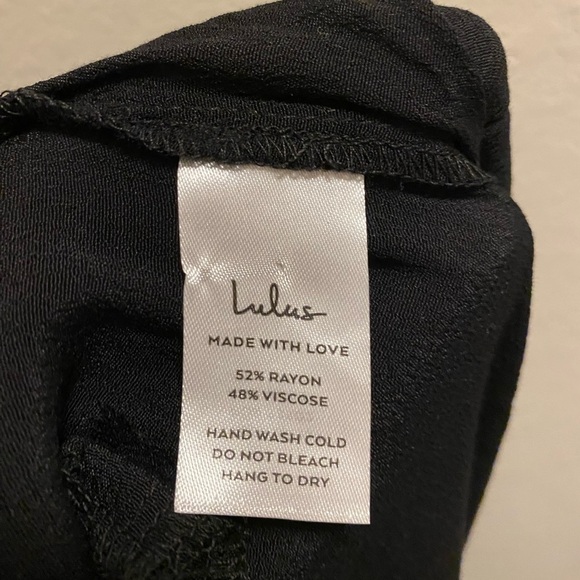 Lulus
MADE WITH LOVE
52% RAYON
48% VISCOSE
HAND WASH COLD
DO NOT BLEACH
HANG TO DRY